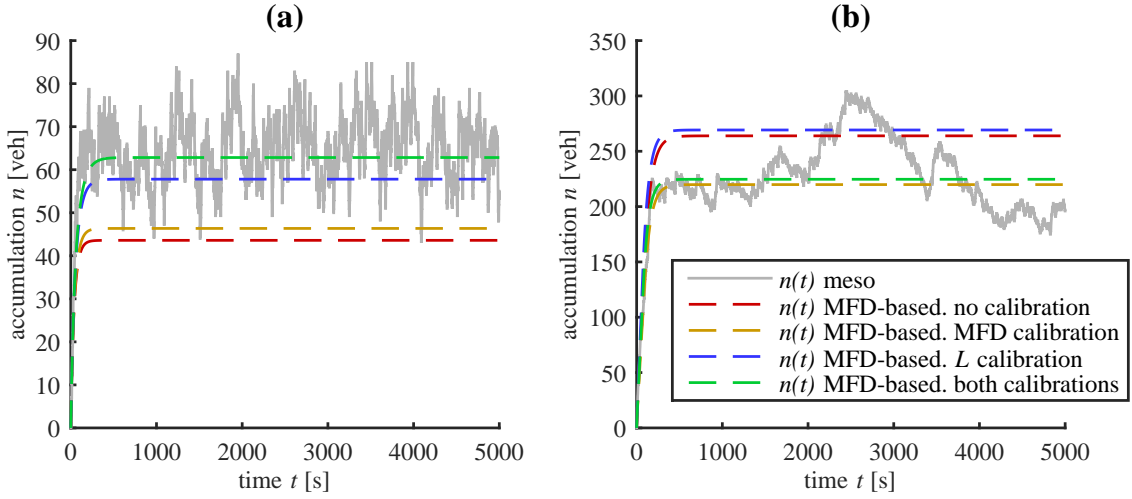 (a)
90
80
70
60
50
40
30
20
10
0
accumulation n [veh]
0 1000 2000 3000 4000 5000
time t [s]
(b)
350
300
250
200
150
100
50
0
accumulation n [veh]
0 1000 2000 3000 4000 5000
time t [s]
n(t) meso
n(t) MFD-based. no calibration
n(t) MFD-based. MFD calibration
n(t) MFD-based. L calibration
n(t) MFD-based. both calibrations